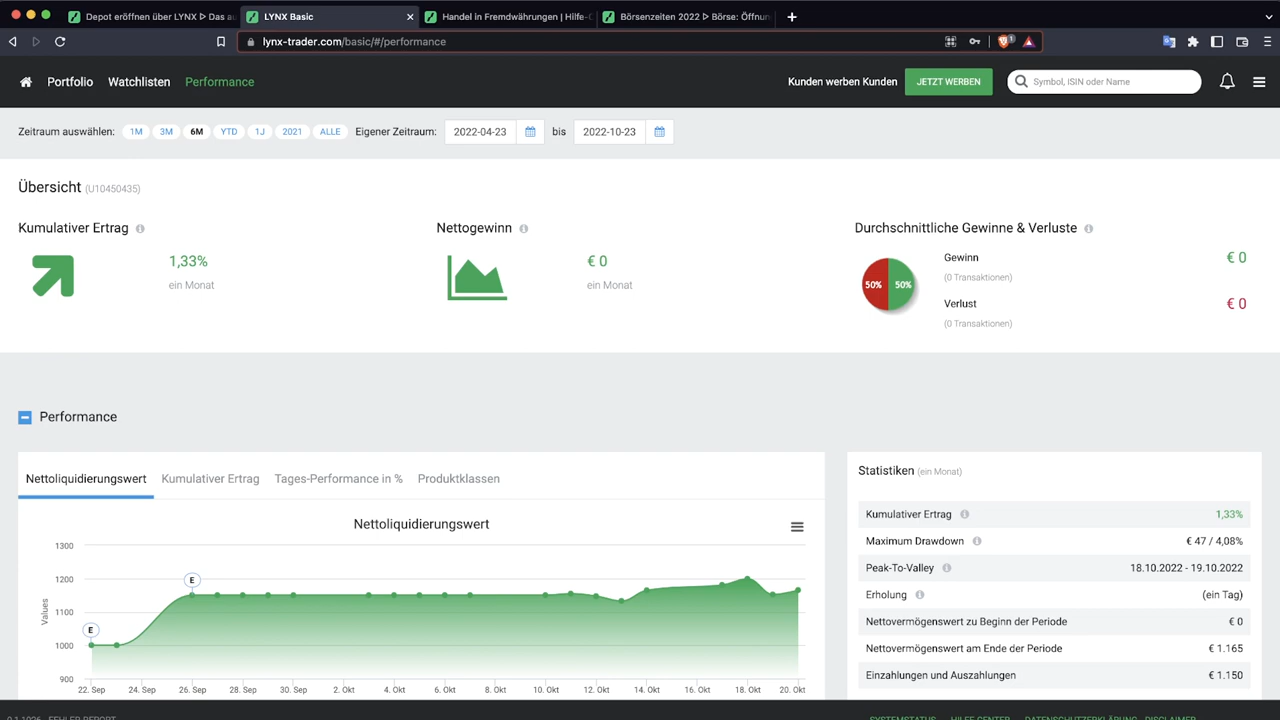 Depot eröffnen über LYNX ᐅ Das au
LYNX Basic
Handel in Fremdwährungen | Hilfe-C
Börsenzeiten 2022 ᐅ Börse: Öffnun
lynx-trader.com/basic/#/performance
1
Portfolio
Watchlisten
Performance
Kunden werben Kunden
JETZT WERBEN
Symbol, ISIN oder Name
Zeitraum auswählen:
1M
3M
6M
YTD
1J
2021
ALLE
Eigener Zeitraum:
2022-04-23
bis
2022-10-23
Übersicht (U10450435)
Kumulativer Ertrag
1,33%
ein Monat
Nettogewinn
€ 0
ein Monat
Durchschnittliche Gewinne & Verluste
50%
50%
Gewinn
€ 0
(0 Transaktionen)
Verlust
€ 0
(0 Transaktionen)
Performance
Nettoliquidierungswert
Kumulativer Ertrag
Tages-Performance in %
Produktklassen
Nettoliquidierungswert
Values
1300
1200
1100
1000
900
E
E
22. Sep
24. Sep
26. Sep
28. Sep
30. Sep
2. Okt
4. Okt
6. Okt
8. Okt
10. Okt
12. Okt
14. Okt
16. Okt
18. Okt
20. Okt
Statistiken (ein Monat)
Kumulativer Ertrag
1,33%
Maximum Drawdown
€ 47 / 4,08%
Peak-To-Valley
18.10.2022 - 19.10.2022
Erholung
(ein Tag)
Nettovermögenswert zu Beginn der Periode
€ 0
Nettovermögenswert am Ende der Periode
€ 1.165
Einzahlungen und Auszahlungen
€ 1.150
SYSTEMSTATUS
HILFE CENTER
DATENSCHUTZERKLÄRUNG
DISCLAIMER